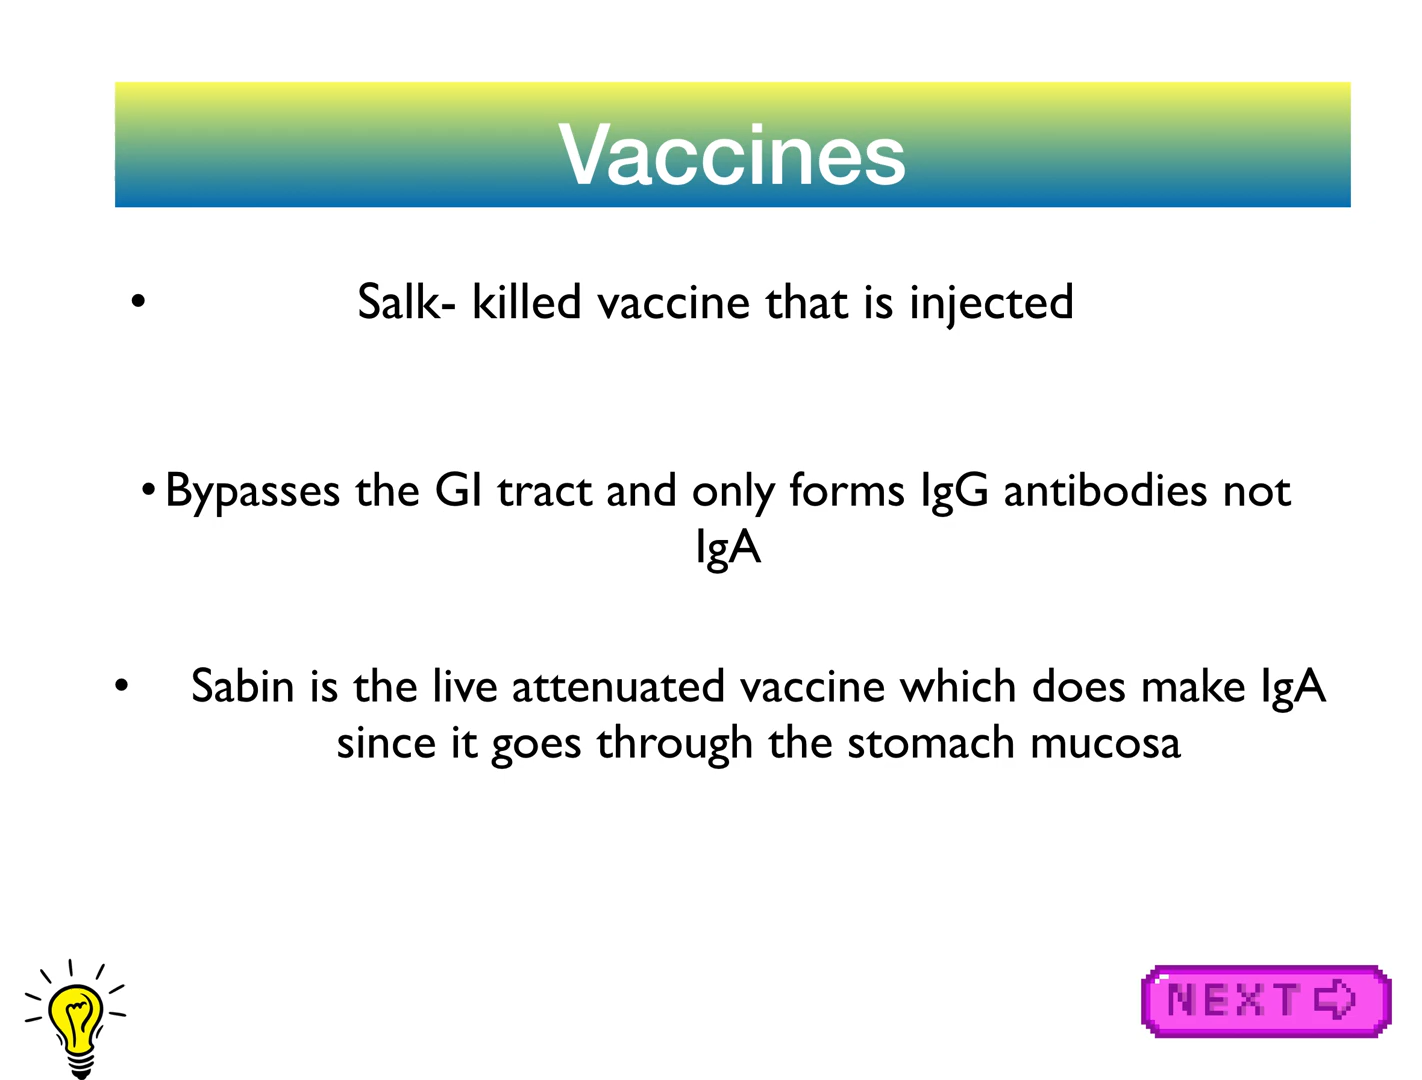 Vaccines
• Salk- killed vaccine that is injected
• Bypasses the GI tract and only forms IgG antibodies not
IgA
• Sabin is the live attenuated vaccine which does make IgA
since it goes through the stomach mucosa
NEXT